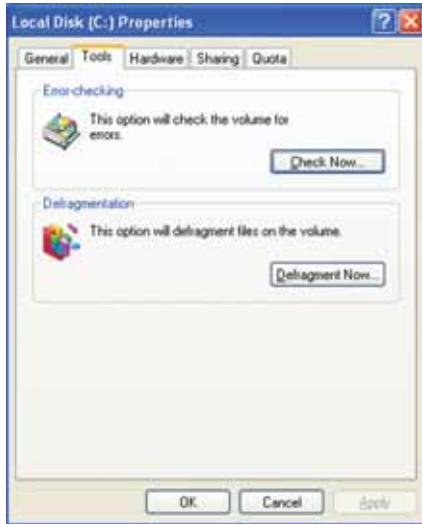 Local Disk (C:) Properties
General Tools Hardware Sharing Quota
Error-checking
This option will check the volume for
errors.
Check Now...
Defragmentation
This option will defragment files on the volume.
Defragment Now...
OK Cancel Apply